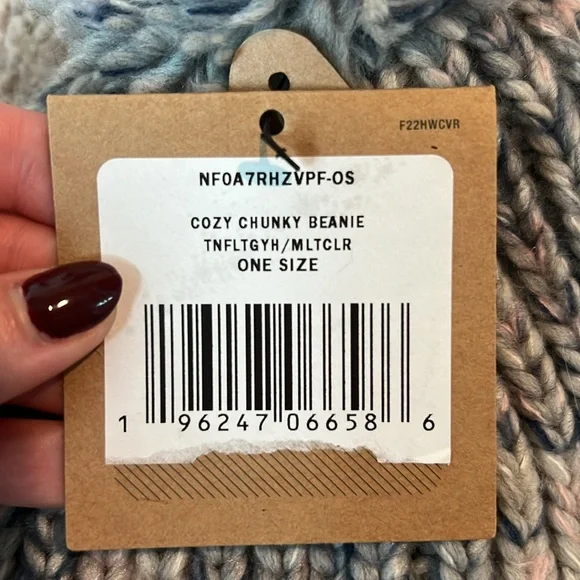 F22HWCVR
NF0A7RHZVPF-OS
COZY CHUNKY BEANIE
TNFLTGYH/MLTCLR
ONE SIZE
1 96247 06658 6